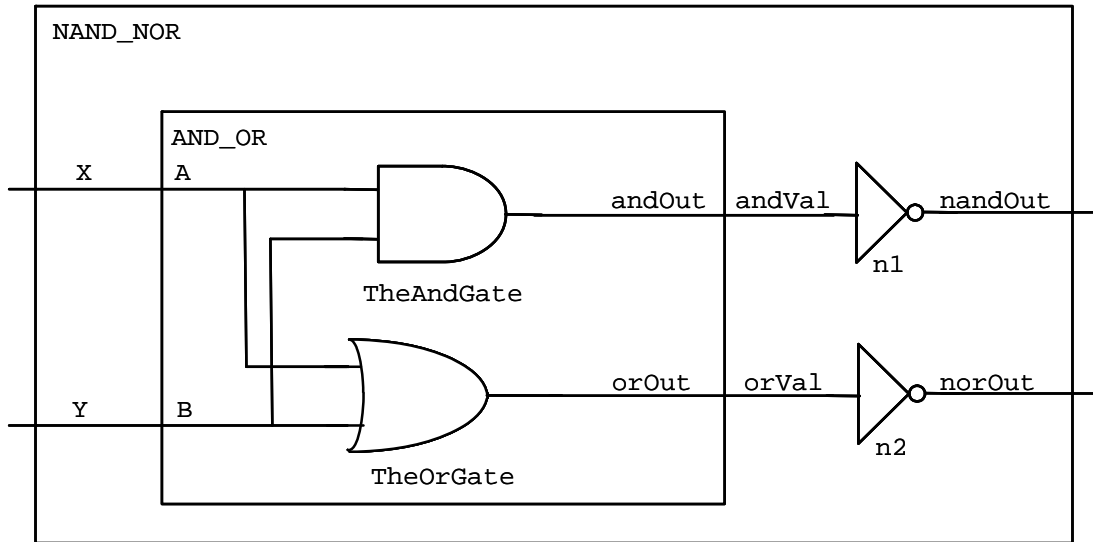 NAND_NOR
AND_OR
X
A
andOut
andVal
nandOut
n1
TheAndGate
Y
B
orOut
orVal
norOut
n2
TheOrGate